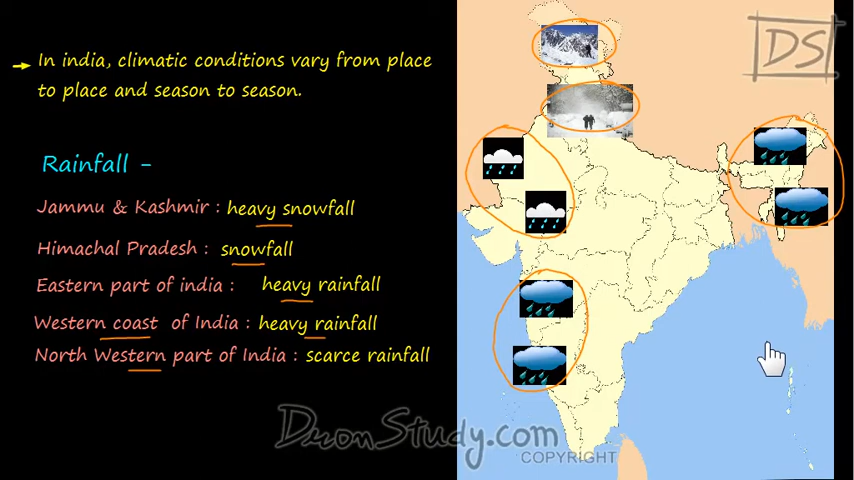 In india, climatic conditions vary from place
to place and season to season.
Rainfall -
Jammu & Kashmir : heavy snowfall
Himachal Pradesh : snowfall
Eastern part of india : heavy rainfall
Western coast of India : heavy rainfall
North Western part of India : scarce rainfall
DS
DronStudy.com
COPYRIGHT